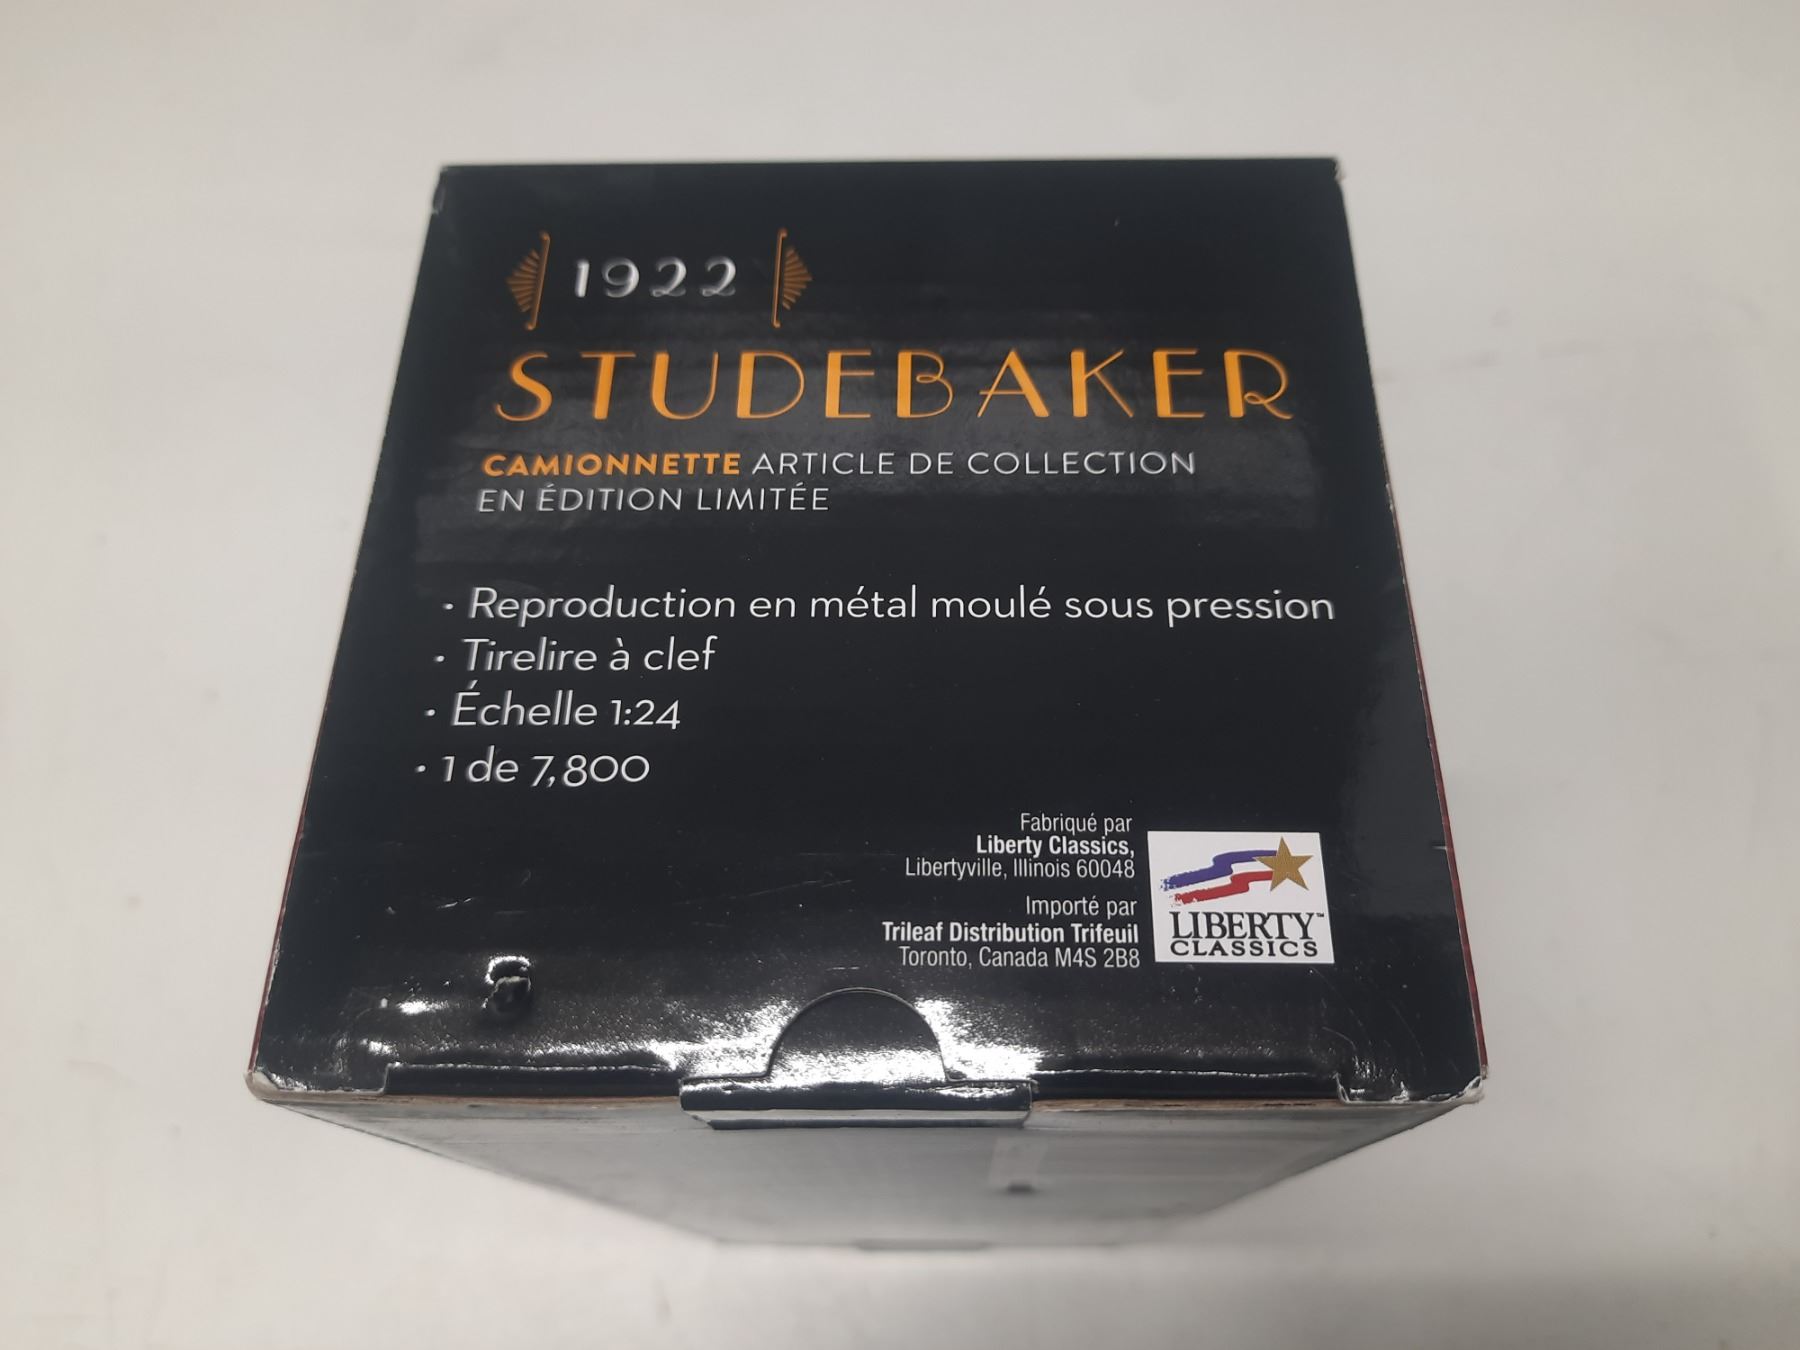 1922
STUDEBAKER
CAMIONNETTE ARTICLE DE COLLECTION
EN ÉDITION LIMITÉE
• Reproduction en métal moulé sous pression
• Tirelire à clef
• Échelle 1:24
• 1 de 7,800
Fabriqué par
Liberty Classics,
Libertyville, Illinois 60048
Importé par
Trileaf Distribution Trifeuil
Toronto, Canada M4S 2B8
LIBERTY™
CLASSICS